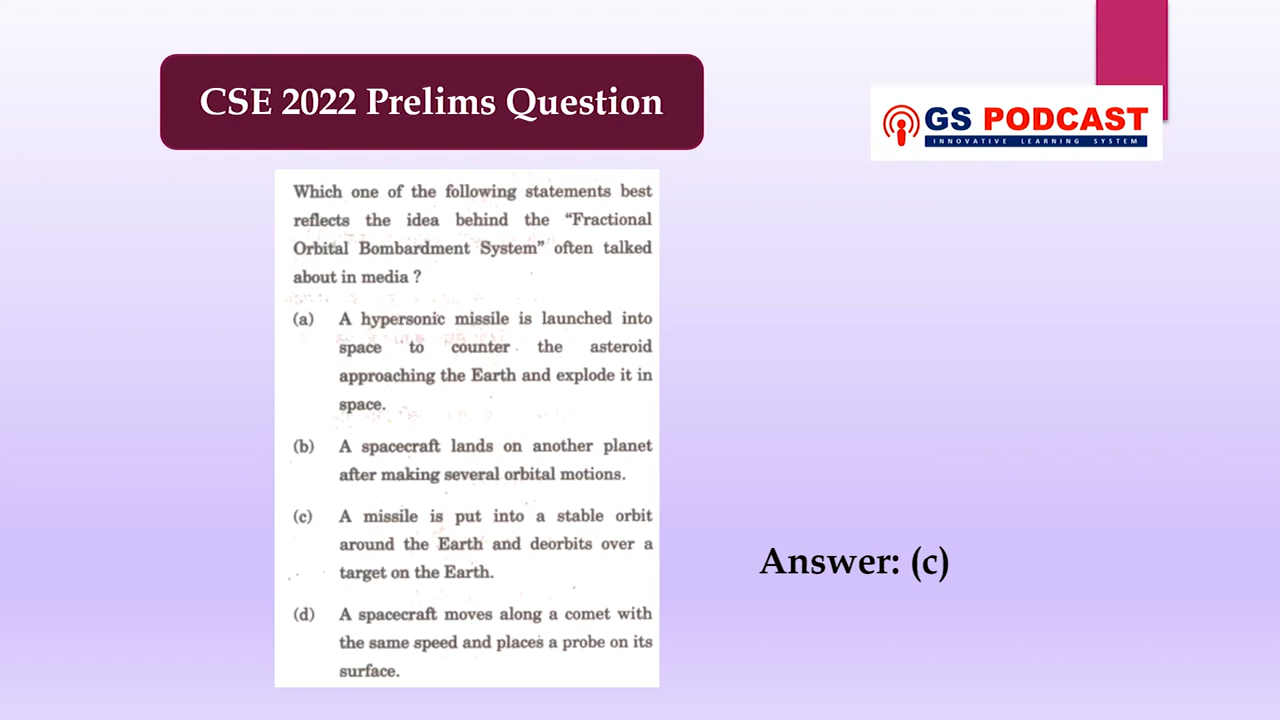 CSE 2022 Prelims Question
GS PODCAST
INNOVATIVE LEARNING SYSTEM
Which one of the following statements best
reflects the idea behind the “Fractional
Orbital Bombardment System” often talked
about in media ?
(a) A hypersonic missile is launched into
space to counter the asteroid
approaching the Earth and explode it in
space.
(b) A spacecraft lands on another planet
after making several orbital motions.
(c) A missile is put into a stable orbit
around the Earth and deorbits over a
target on the Earth.
(d) A spacecraft moves along a comet with
the same speed and places a probe on its
surface.
Answer: (c)